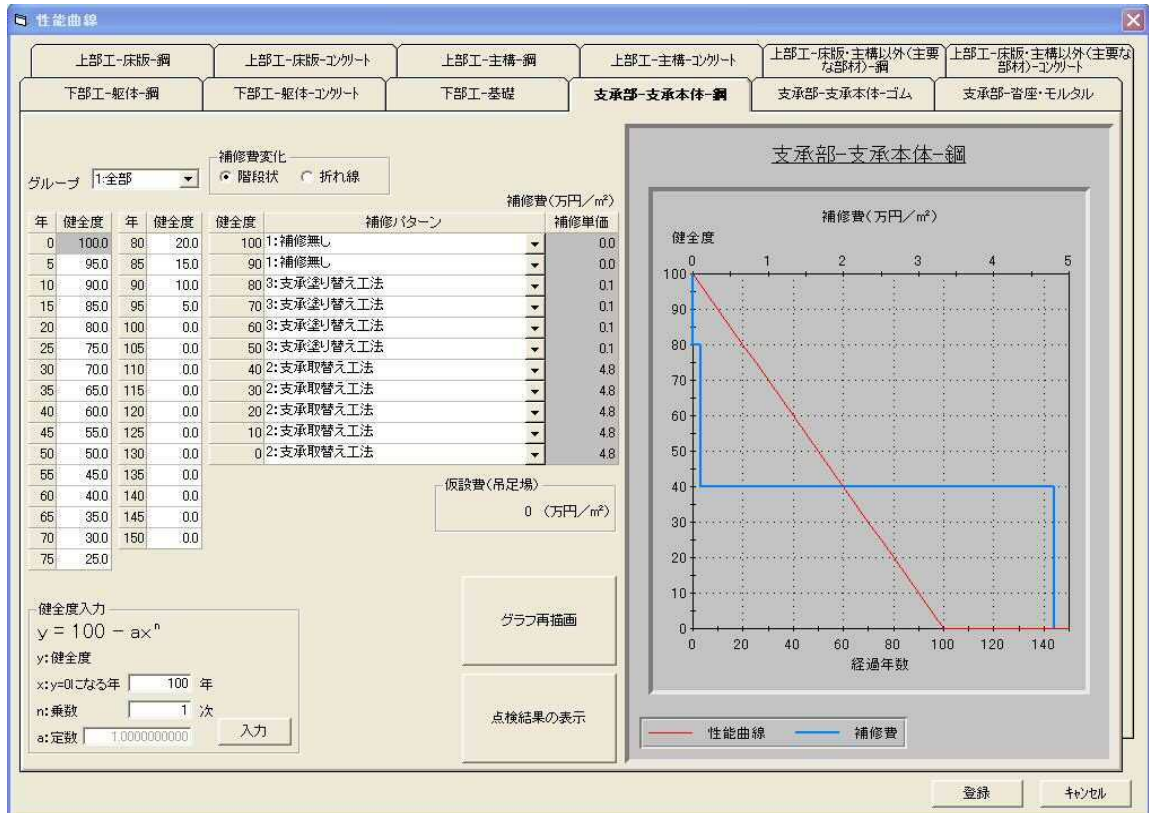 性能曲線
上部工-床版-鋼
上部工-床版-コンクリート
上部工-主構-鋼
上部工-主構-コンクリート
上部工-床版・主構以外(主要な部材)-鋼
上部工-床版・主構以外(主要な部材)-コンクリート
下部工-躯体-鋼
下部工-躯体-コンクリート
下部工-基礎
支承部-支承本体-鋼
支承部-支承本体-ゴム
支承部-沓座・モルタル
グループ 1:全部
補修費変化
階段状 折れ線
補修費(万円/㎡)
年 健全度 年 健全度 健全度 補修パターン 補修単価
0 100.0 80 20.0 100 1:補修無し 0.0
5 95.0 85 15.0 90 1:補修無し 0.0
10 90.0 90 10.0 80 3:支承塗り替え工法 0.1
15 85.0 95 5.0 70 3:支承塗り替え工法 0.1
20 80.0 100 0.0 60 3:支承塗り替え工法 0.1
25 75.0 105 0.0 50 3:支承塗り替え工法 0.1
30 70.0 110 0.0 40 2:支承取替え工法 4.8
35 65.0 115 0.0 30 2:支承取替え工法 4.8
40 60.0 120 0.0 20 2:支承取替え工法 4.8
45 55.0 125 0.0 10 2:支承取替え工法 4.8
50 50.0 130 0.0 0 2:支承取替え工法 4.8
55 45.0 135 0.0
60 40.0 140 0.0
65 35.0 145 0.0
70 30.0 150 0.0
75 25.0
仮設費(吊足場)
0 (万円/㎡)
健全度入力
y = 100 - axⁿ
y:健全度
x:y=0になる年 100 年
n:乗数 1 次
a:定数 1.0000000000
入力
グラフ再描画
点検結果の表示
支承部-支承本体-鋼
補修費(万円/㎡)
健全度
0 1 2 3 4 5
100
90
80
70
60
50
40
30
20
10
0
0 20 40 60 80 100 120 140
経過年数
性能曲線 補修費
登録 キャンセル